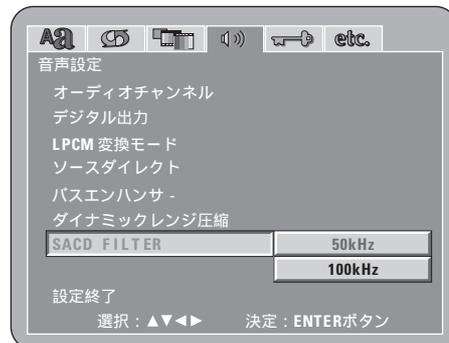 Aa etc.
音声設定
オーディオチャンネル
デジタル出力
LPCM 変換モード
ソースダイレクト
バスエンハンサ -
ダイナミックレンジ圧縮
SACD FILTER 50kHz
100kHz
設定終了
選択：▲▼◀▶ 決定：ENTERボタン